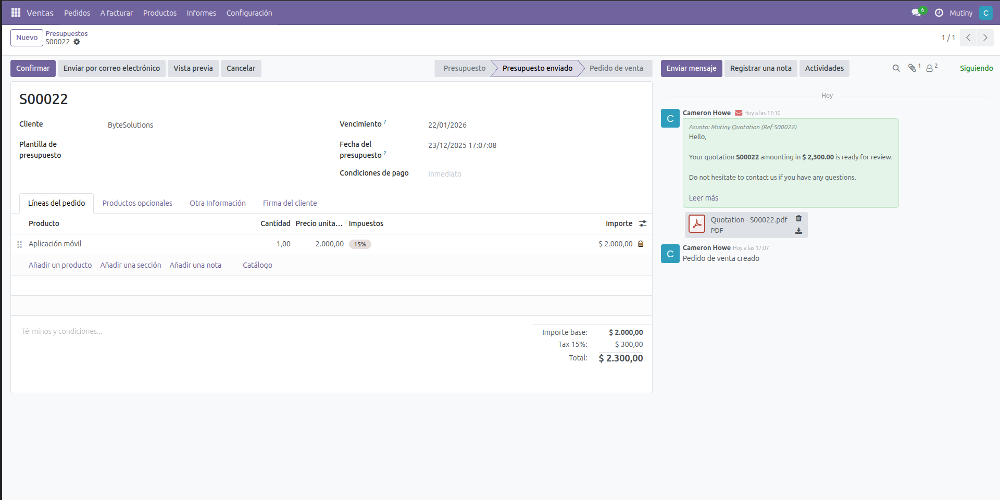 Ventas Pedidos A facturar Productos Informes Configuración 6 Mutiny C
Nuevo Presupuestos
S00022 1 / 1
Confirmar Enviar por correo electrónico Vista previa Cancelar Presupuesto Presupuesto enviado Pedido de venta
S00022
Cliente ByteSolutions Vencimiento ? 22/01/2026
Plantilla de
presupuesto
Fecha del
presupuesto ? 23/12/2025 17:07:08
Condiciones de pago Inmediato
Líneas del pedido Productos opcionales Otra Información Firma del cliente
Producto Cantidad Precio unita... Impuestos Importe
Aplicación móvil 1,00 2.000,00 15% $ 2.000,00
Añadir un producto Añadir una sección Añadir una nota Catálogo
Términos y condiciones...
Importe base: $ 2.000,00
Tax 15%: $ 300,00
Total: $ 2.300,00
Enviar mensaje Registrar una nota Actividades 1 2 Siguiendo
Hoy
C Cameron Howe Hoy a las 17:10
Asunto: Mutiny Quotation (Ref S00022)
Hello,
Your quotation S00022 amounting in $ 2,300.00 is ready for review.
Do not hesitate to contact us if you have any questions.
Leer más
Quotation - S00022.pdf
PDF
C Cameron Howe Hoy a las 17:07
Pedido de venta creado